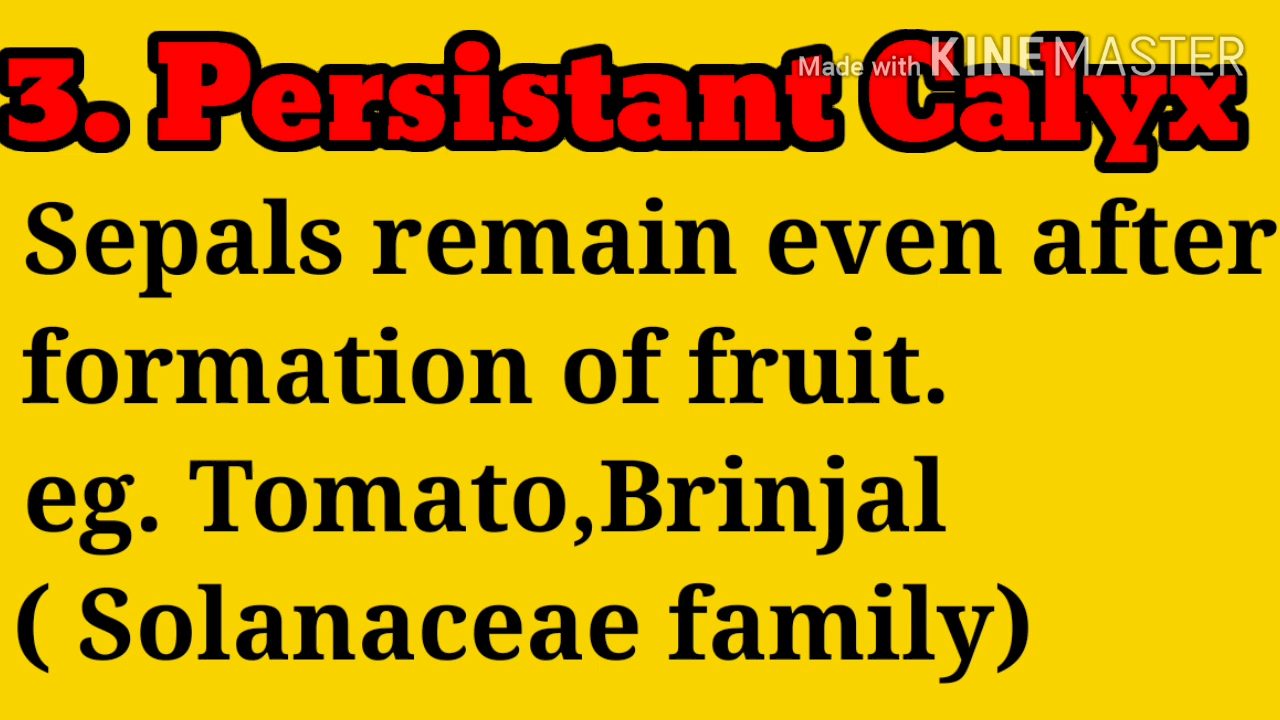 3. Persistant Calyx
Made with KINEMASTER
Sepals remain even after
formation of fruit.
eg. Tomato,Brinjal
( Solanaceae family)